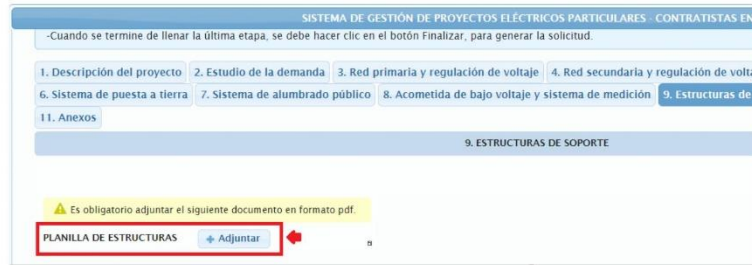 SISTEMA DE GESTIÓN DE PROYECTOS ELÉCTRICOS PARTICULARES - CONTRATISTAS EN
-Cuando se termine de llenar la última etapa, se debe hacer clic en el botón Finalizar, para generar la solicitud.
1. Descripción del proyecto 2. Estudio de la demanda 3. Red primaria y regulación de voltaje 4. Red secundaria y regulación de volta
6. Sistema de puesta a tierra 7. Sistema de alumbrado público 8. Acometida de bajo voltaje y sistema de medición 9. Estructuras de
11. Anexos
9. ESTRUCTURAS DE SOPORTE
Es obligatorio adjuntar el siguiente documento en formato pdf.
PLANILLA DE ESTRUCTURAS + Adjuntar